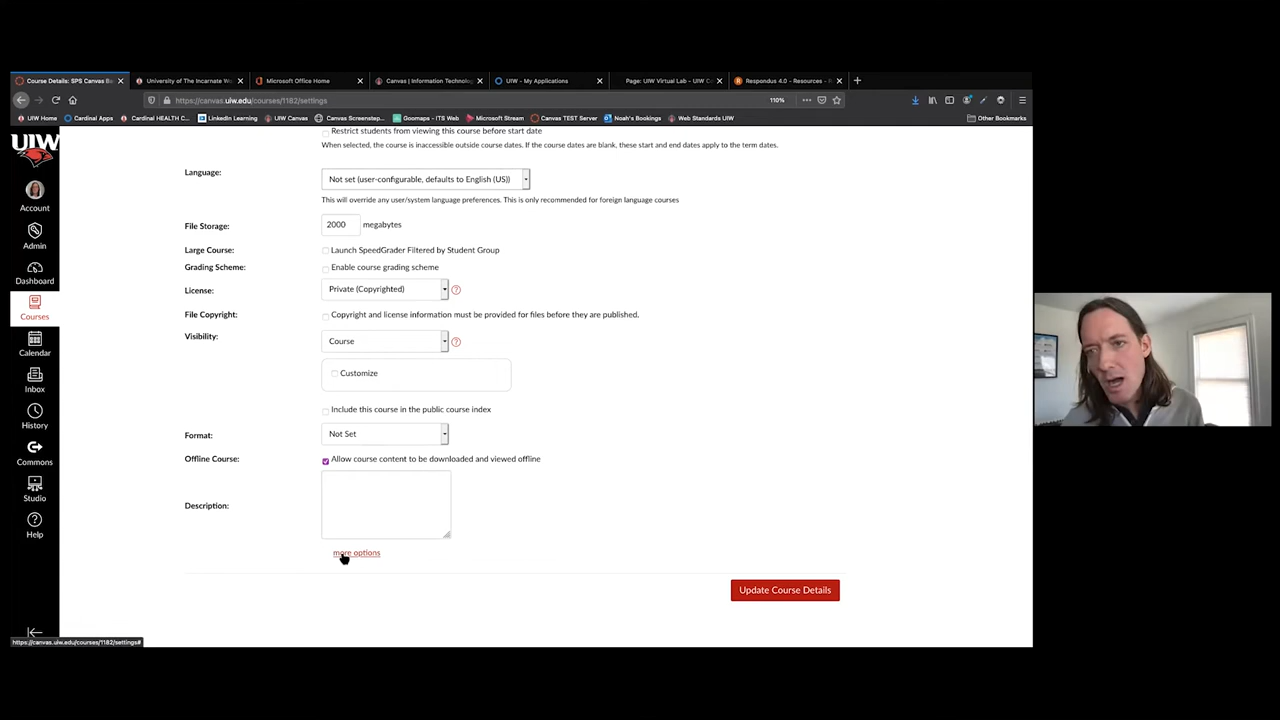 Course Details: SPS Canvas Ba
University of The Incarnate Wo
Microsoft Office Home
Canvas | Information Technolog
UIW - My Applications
Page: UIW Virtual Lab - UIW C
Respondus 4.0 - Resources - R
https://canvas.uiw.edu/courses/1182/settings
110%
UIW Home
Cardinal Apps
Cardinal HEALTH C...
LinkedIn Learning
UIW Canvas
Canvas Screenstep...
Goomaps - ITS Web
Microsoft Stream
Canvas TEST Server
Noah's Bookings
Web Standards UIW
Other Bookmarks
UIW
Account
Admin
Dashboard
Courses
Calendar
Inbox
History
Commons
Studio
Help
Restrict students from viewing this course before start date
When selected, the course is inaccessible outside course dates. If the course dates are blank, these start and end dates apply to the term dates.
Language:
Not set (user-configurable, defaults to English (US))
This will override any user/system language preferences. This is only recommended for foreign language courses
File Storage:
2000 megabytes
Large Course:
Launch SpeedGrader Filtered by Student Group
Grading Scheme:
Enable course grading scheme
License:
Private (Copyrighted)
File Copyright:
Copyright and license information must be provided for files before they are published.
Visibility:
Course
Customize
Include this course in the public course index
Format:
Not Set
Offline Course:
Allow course content to be downloaded and viewed offline
Description:
more options
Update Course Details
https://canvas.uiw.edu/courses/1182/settings#